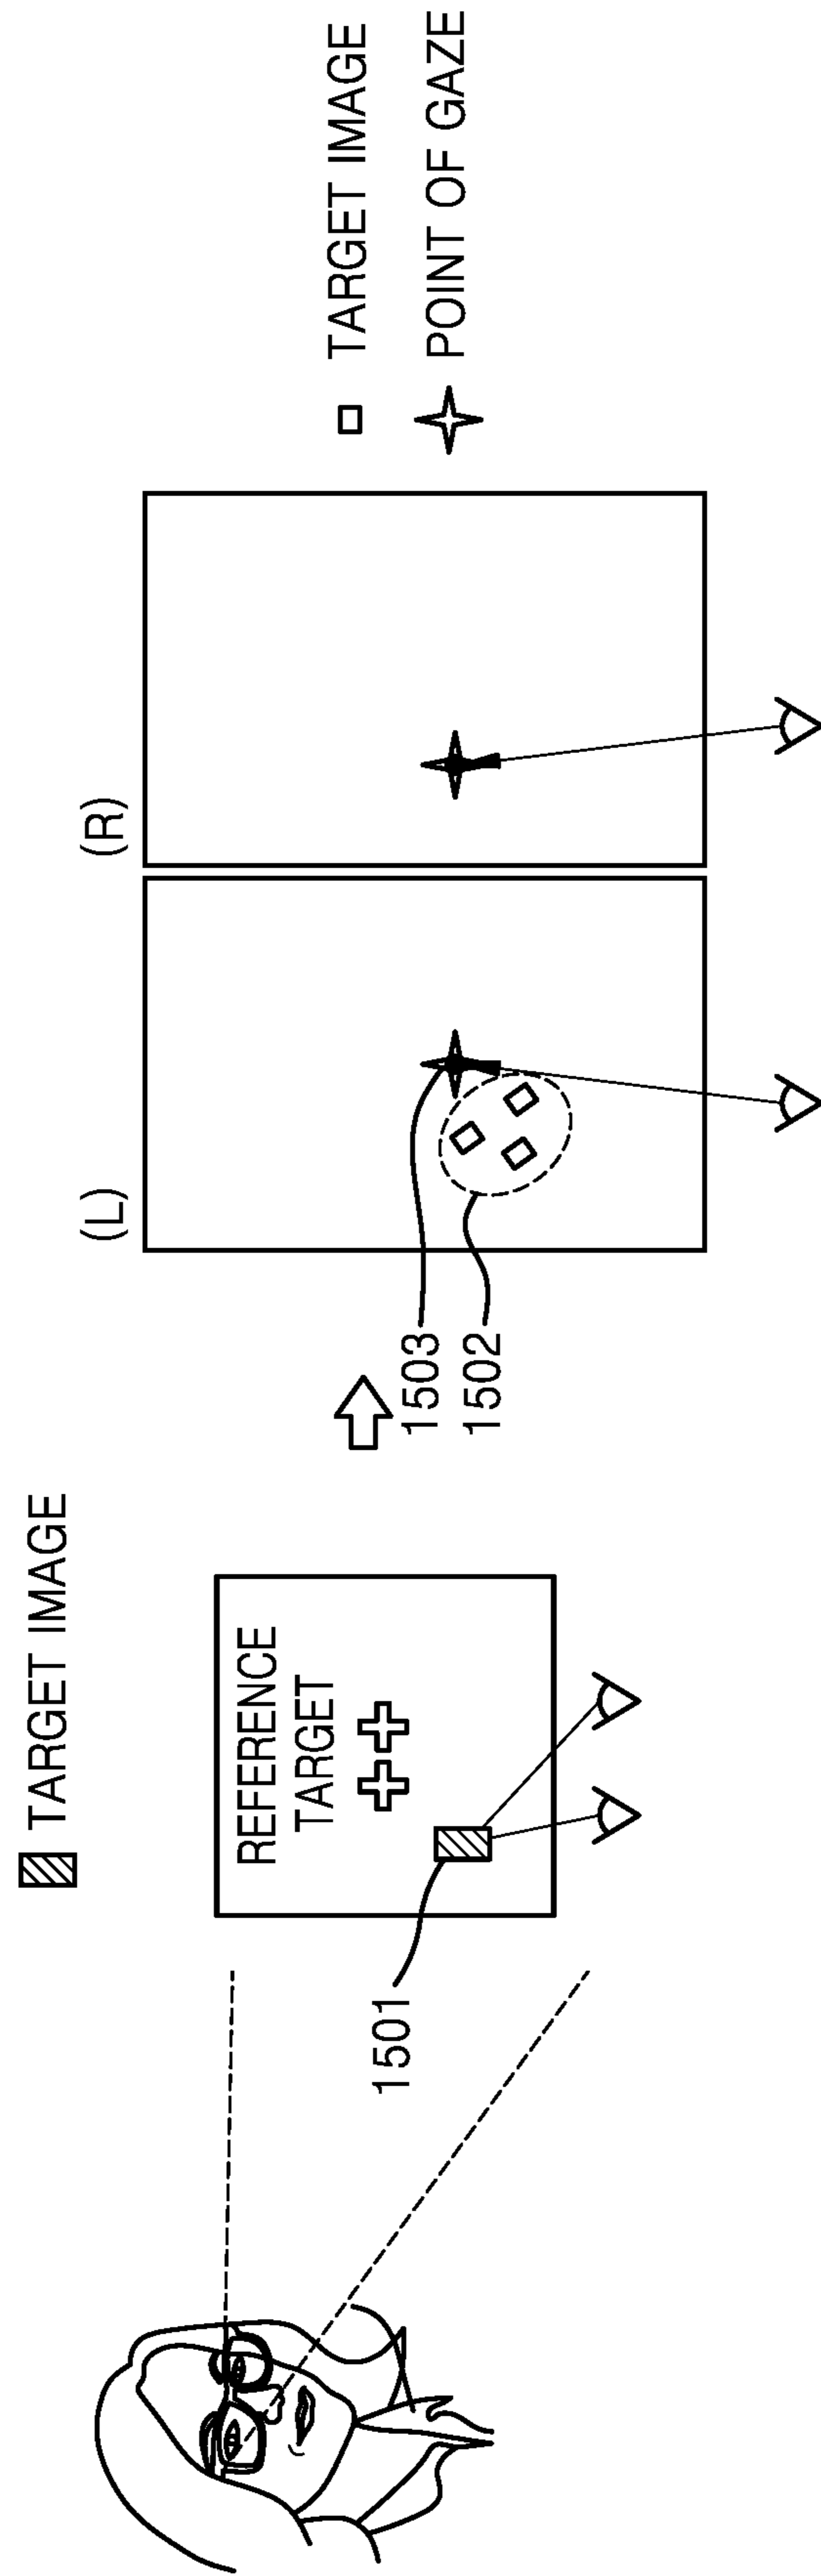 TARGET IMAGE
REFERENCE
TARGET
1501
(L)
(R)
1503
1502
TARGET IMAGE
POINT OF GAZE